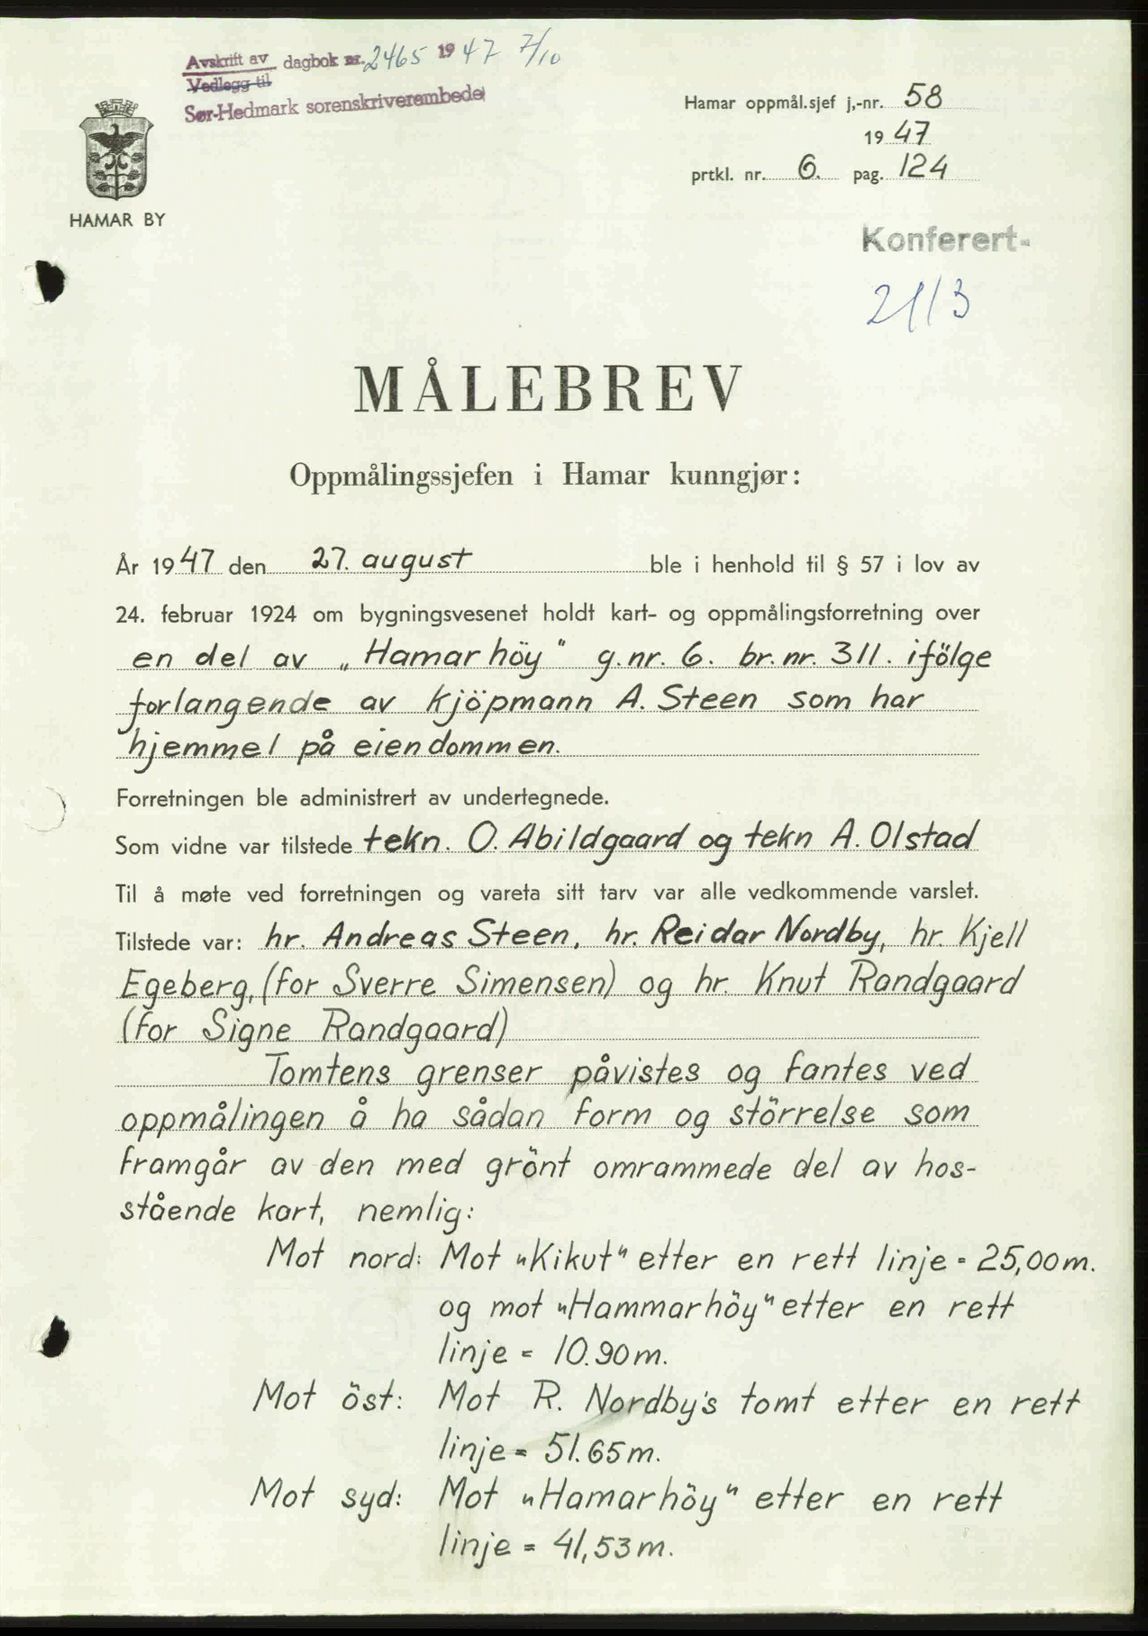 Avskrift av dagbok nr. 2465 1947 7/10
Vedlegg til
Sør-Hedmark sorenskriverembede
Hamar oppmål.sjef j,-nr. 58
1947
prtkl. nr. 6. pag. 124
HAMAR BY
Konferert-
21/3
MÅLEBREV
Oppmålingssjefen i Hamar kunngjør:
År 1947 den 27. august ble i henhold til § 57 i lov av
24. februar 1924 om bygningsvesenet holdt kart- og oppmålingsforretning over
en del av „Hamarhöy" g.nr. 6. br.nr. 311. ifölge
forlangende av Kjöpmann A. Steen som har
hjemmel på eiendommen.
Forretningen ble administrert av undertegnede.
Som vidne var tilstede tekn. O. Abildgaard og tekn A. Olstad
Til å møte ved forretningen og vareta sitt tarv var alle vedkommende varslet.
Tilstede var: hr. Andreas Steen, hr. Reidar Nordby, hr. Kjell
Egeberg, (for Sverre Simensen) og hr. Knut Randgaard
(for Signe Randgaard)
Tomtens grenser påvistes og fantes ved
oppmålingen å ha sådan form og störrelse som
framgår av den med grönt omrammede del av hos-
stående kart, nemlig:
Mot nord: Mot „Kikut" etter en rett linje = 25,00m.
og mot „Hammarhöy" etter en rett
linje = 10.90m.
Mot öst: Mot R. Nordby's tomt etter en rett
linje = 51.65m.
Mot syd: Mot „Hamarhöy" etter en rett
linje = 41,53m.